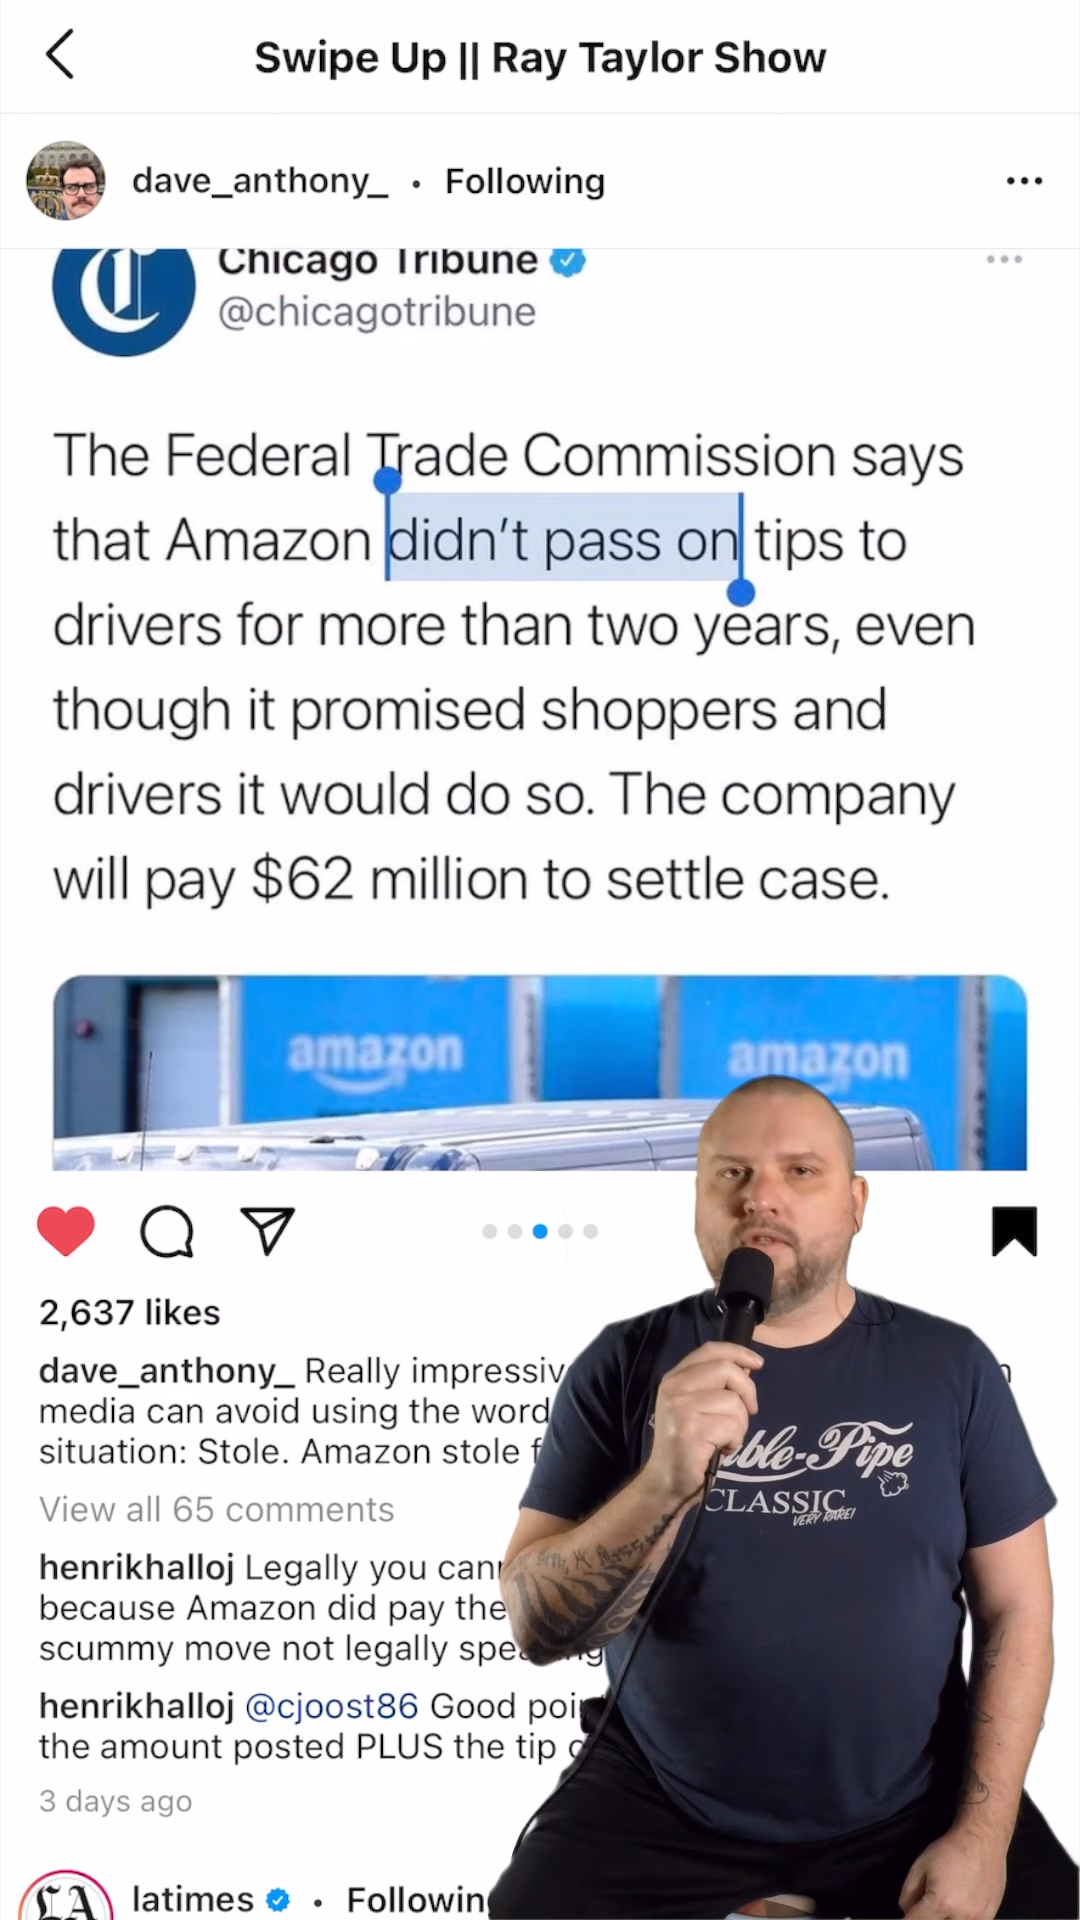 Swipe Up || Ray Taylor Show
dave_anthony_ • Following
Chicago Tribune
@chicagotribune
The Federal Trade Commission says
that Amazon didn't pass on tips to
drivers for more than two years, even
though it promised shoppers and
drivers it would do so. The company
will pay $62 million to settle case.
amazon amazon
2,637 likes
dave_anthony_ Really
media can avoid using the word
situation: Stole. Amazon stole
View all 65 comments
henrikhalloj Legally you
because Amazon did pay the
scummy move not legally
henrikhalloj @cjoost86 Good
the amount posted PLUS the tip
3 days ago
Pipe
CLASSIC
VERY RARE!
latimes •